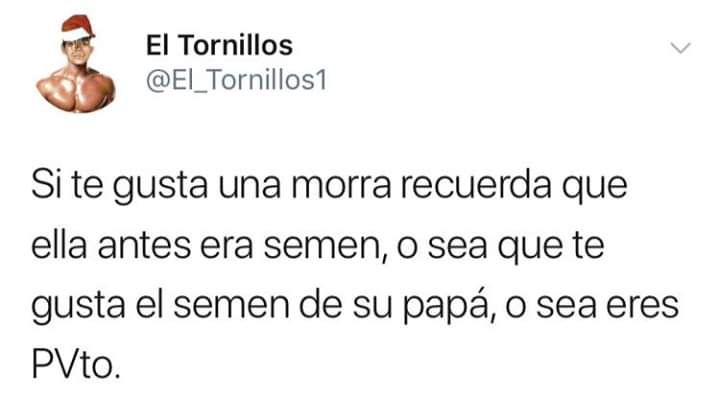 El Tornillos
@El_Tornillos1
Si te gusta una morra recuerda que
ella antes era semen, o sea que te
gusta el semen de su papá, o sea eres
PVto.